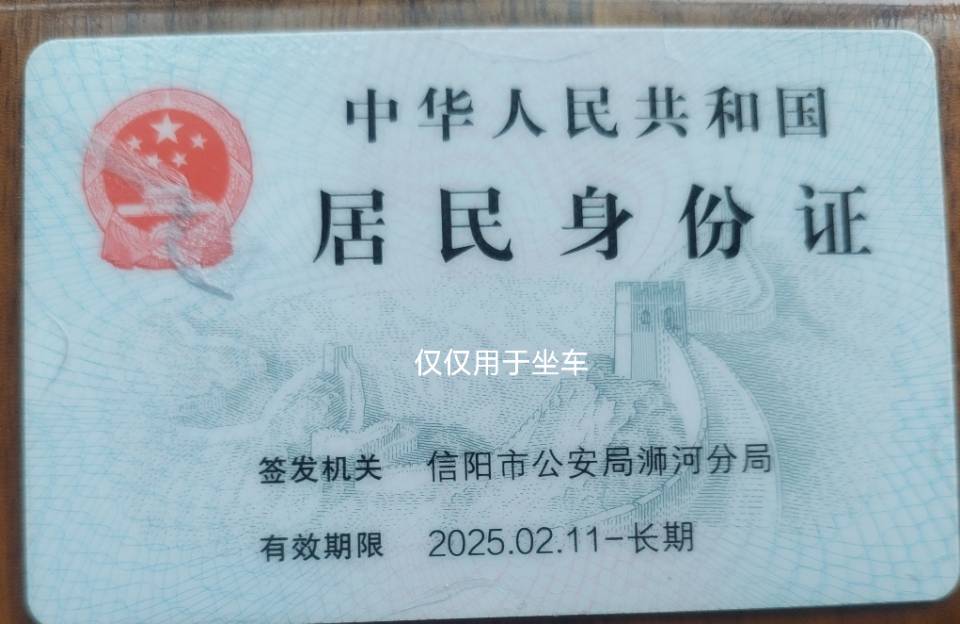 中华人民共和国
居民身份证
仅仅用于坐车
签发机关 信阳市公安局浉河分局
有效期限 2025.02.11-长期